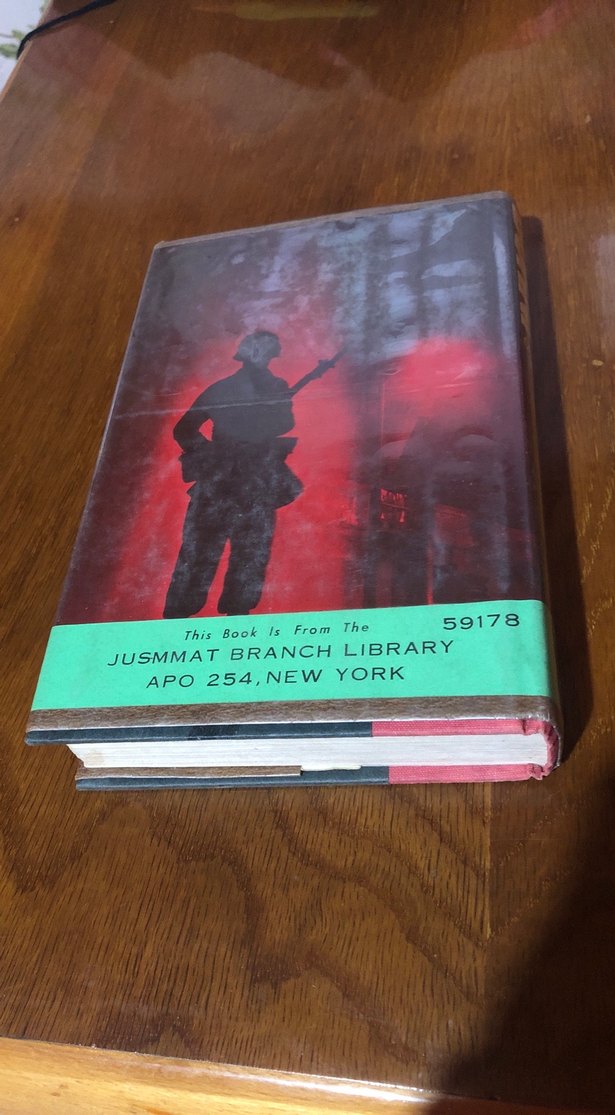 This Book Is From The 59178
JUSMMAT BRANCH LIBRARY
APO 254, NEW YORK